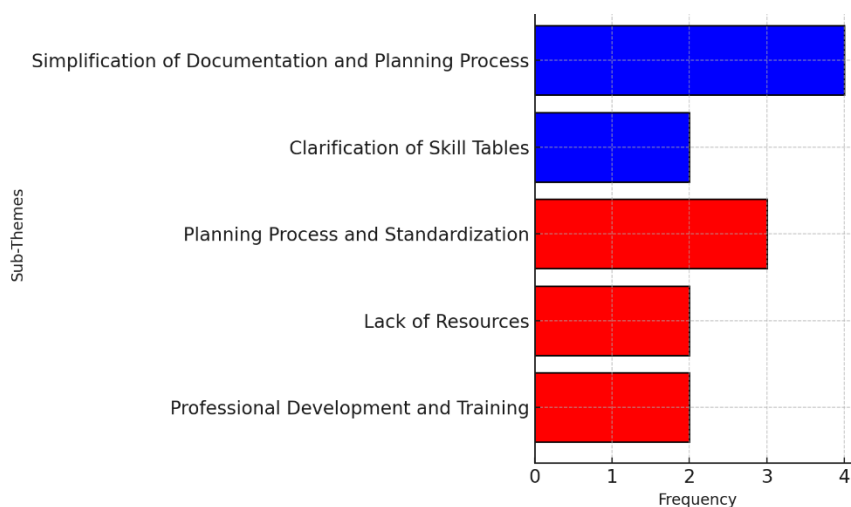 Simplification of Documentation and Planning Process
Clarification of Skill Tables
Planning Process and Standardization
Lack of Resources
Professional Development and Training
Sub-Themes
0 1 2 3 4
Frequency